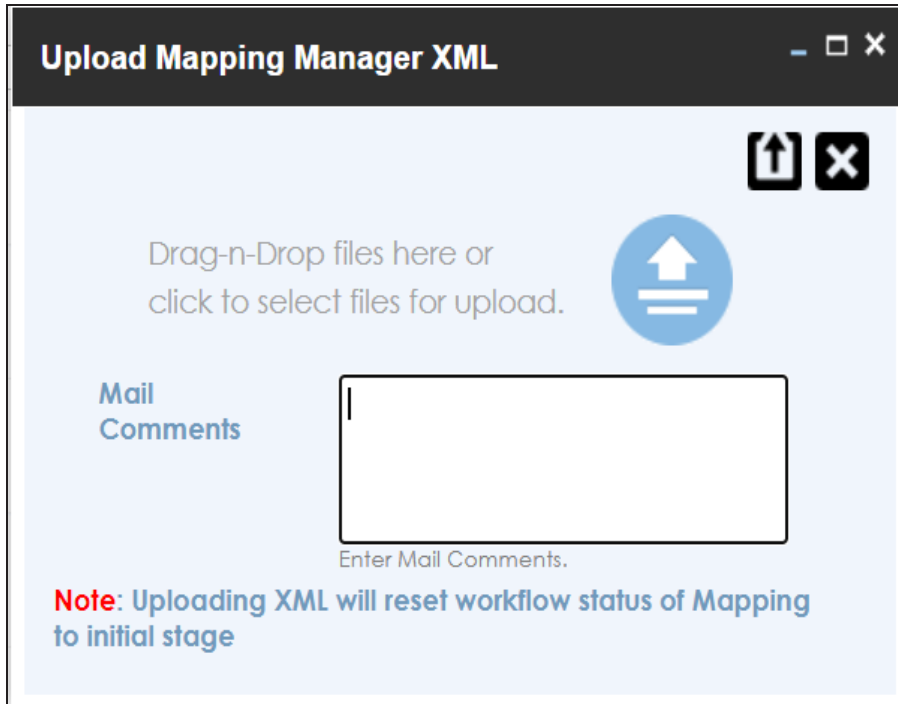 Upload Mapping Manager XML
Drag-n-Drop files here or
click to select files for upload.
Mail
Comments
Enter Mail Comments.
Note: Uploading XML will reset workflow status of Mapping
to initial stage